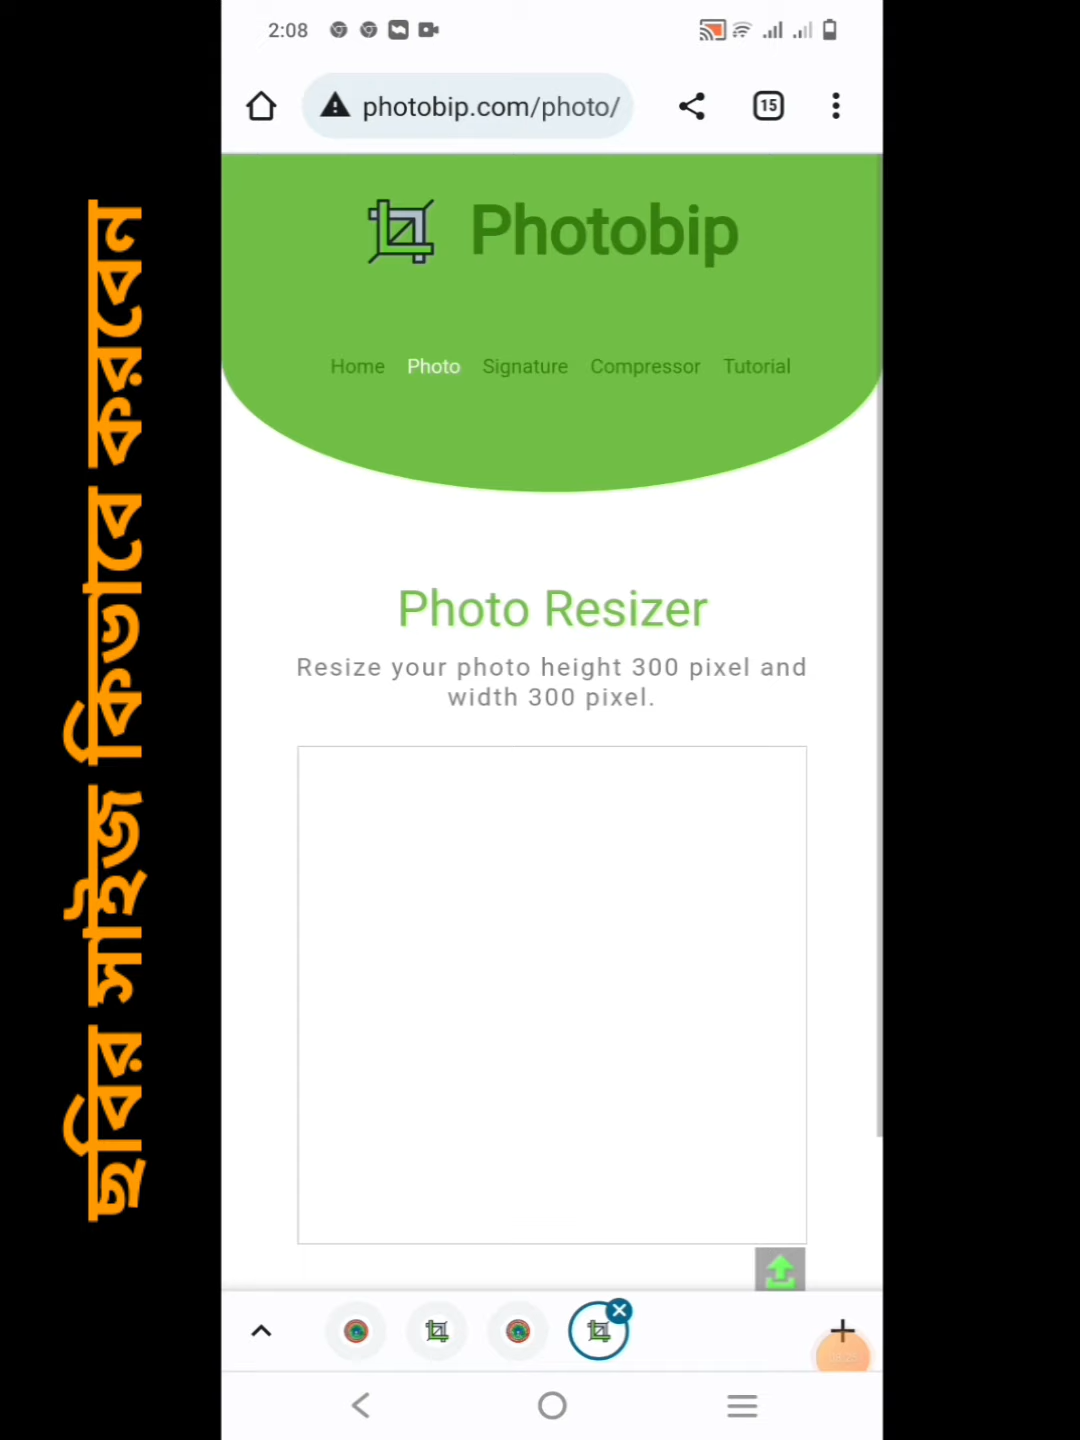 ছবির সাইজ কিভাবে করবেন
2:08
photobip.com/photo/
15
Photobip
Home Photo Signature Compressor Tutorial
Photo Resizer
Resize your photo height 300 pixel and
width 300 pixel.